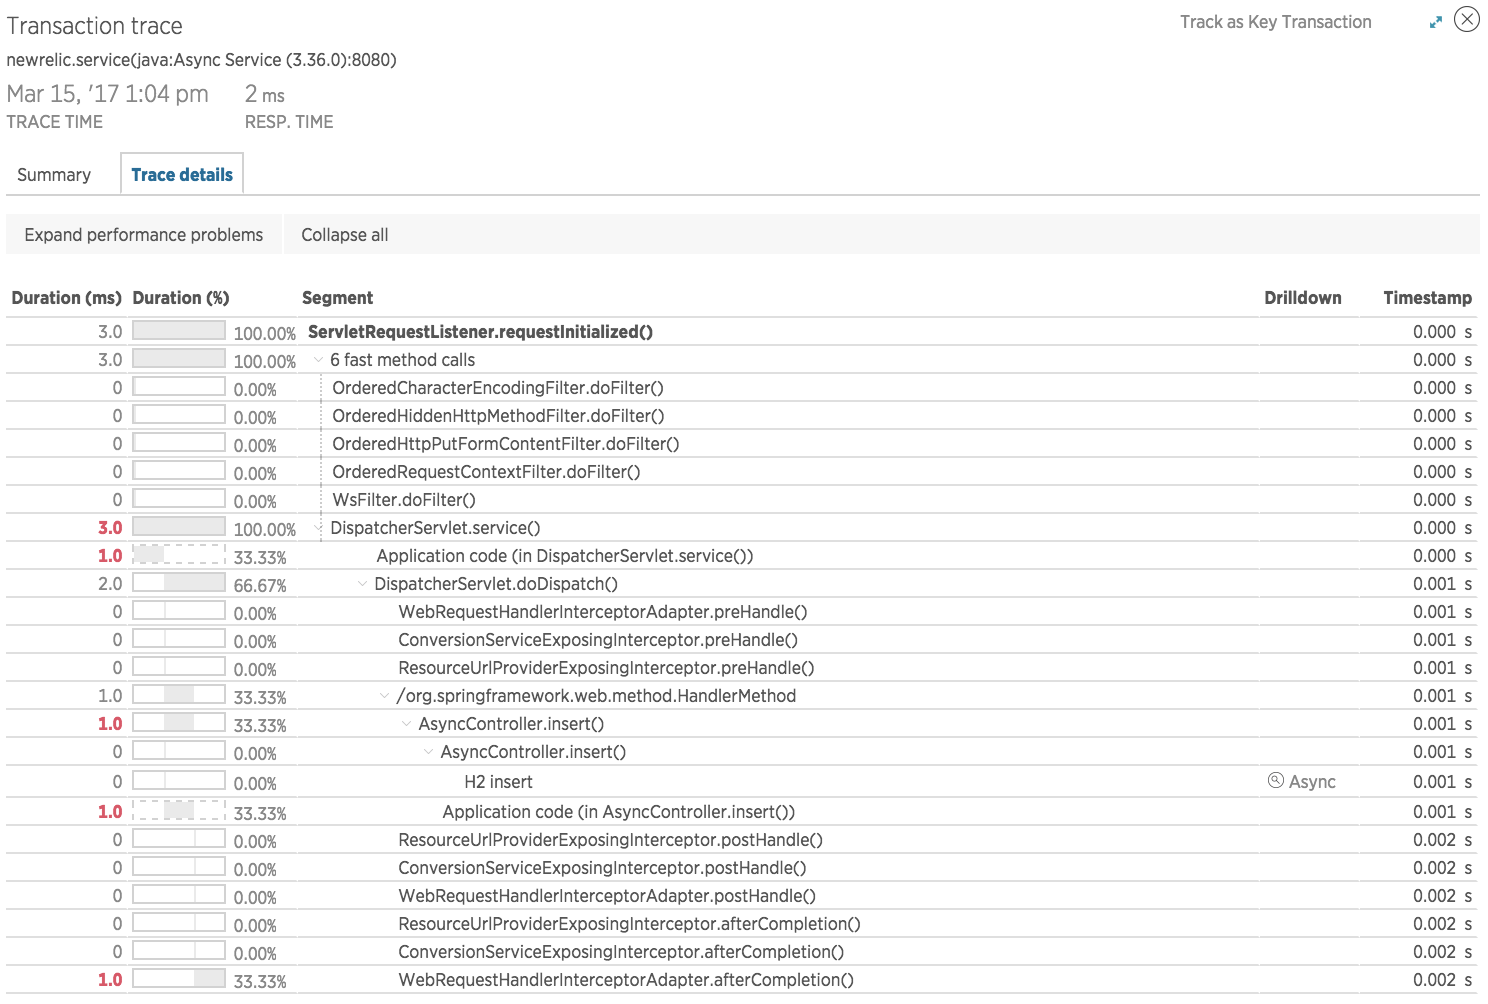 Transaction trace
Track as Key Transaction
newrelic.service(java:Async Service (3.36.0):8080)
Mar 15, '17 1:04 pm 2 ms
TRACE TIME RESP. TIME
Summary Trace details
Expand performance problems Collapse all
Duration (ms) Duration (%) Segment Drilldown Timestamp
3.0 100.00% ServletRequestListener.requestInitialized() 0.000 s
3.0 100.00% 6 fast method calls 0.000 s
0 0.00% OrderedCharacterEncodingFilter.doFilter() 0.000 s
0 0.00% OrderedHiddenHttpMethodFilter.doFilter() 0.000 s
0 0.00% OrderedHttpPutFormContentFilter.doFilter() 0.000 s
0 0.00% OrderedRequestContextFilter.doFilter() 0.000 s
0 0.00% WsFilter.doFilter() 0.000 s
3.0 100.00% DispatcherServlet.service() 0.000 s
1.0 33.33% Application code (in DispatcherServlet.service()) 0.000 s
2.0 66.67% DispatcherServlet.doDispatch() 0.001 s
0 0.00% WebRequestHandlerInterceptorAdapter.preHandle() 0.001 s
0 0.00% ConversionServiceExposingInterceptor.preHandle() 0.001 s
0 0.00% ResourceUrlProviderExposingInterceptor.preHandle() 0.001 s
1.0 33.33% /org.springframework.web.method.HandlerMethod 0.001 s
1.0 33.33% AsyncController.insert() 0.001 s
0 0.00% AsyncController.insert() 0.001 s
0 0.00% H2 insert Async 0.001 s
1.0 33.33% Application code (in AsyncController.insert()) 0.001 s
0 0.00% ResourceUrlProviderExposingInterceptor.postHandle() 0.002 s
0 0.00% ConversionServiceExposingInterceptor.postHandle() 0.002 s
0 0.00% WebRequestHandlerInterceptorAdapter.postHandle() 0.002 s
0 0.00% ResourceUrlProviderExposingInterceptor.afterCompletion() 0.002 s
0 0.00% ConversionServiceExposingInterceptor.afterCompletion() 0.002 s
1.0 33.33% WebRequestHandlerInterceptorAdapter.afterCompletion() 0.002 s